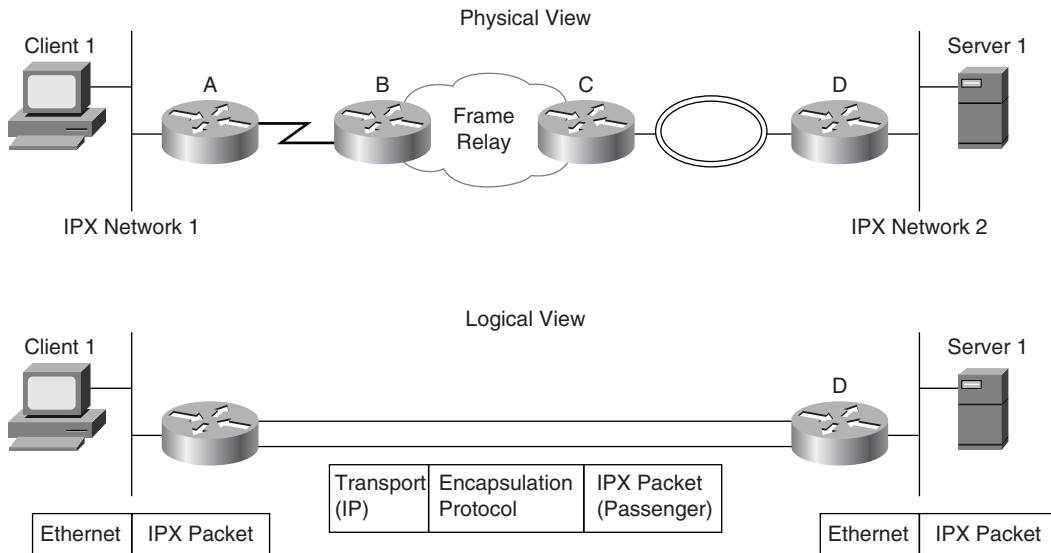 Physical View
Client 1
Server 1
A
B
C
D
Frame
Relay
IPX Network 1
IPX Network 2
Logical View
Client 1
Server 1
D
Transport
(IP)
Encapsulation
Protocol
IPX Packet
(Passenger)
Ethernet
IPX Packet
Ethernet
IPX Packet